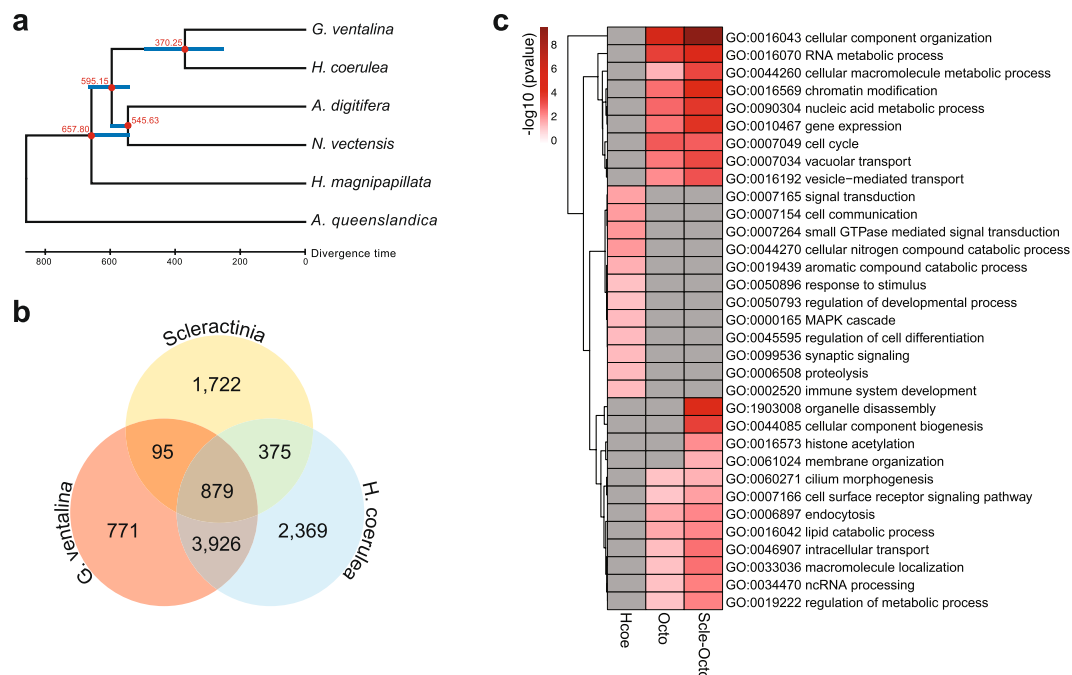 a
G. ventalina
370.25
H. coerulea
595.15
A. digitifera
545.63
657.80
N. vectensis
H. magnipapillata
A. queenslandica
800 600 400 200 0 Divergence time
b
Scleractinia
1,722
95
375
879
G. ventalina
771
3,926
2,369
H. coerulea
c
-log10 (pvalue)
8
6
4
2
0
GO:0016043 cellular component organization
GO:0016070 RNA metabolic process
GO:0044260 cellular macromolecule metabolic process
GO:0016569 chromatin modification
GO:0090304 nucleic acid metabolic process
GO:0010467 gene expression
GO:0007049 cell cycle
GO:0007034 vacuolar transport
GO:0016192 vesicle−mediated transport
GO:0007165 signal transduction
GO:0007154 cell communication
GO:0007264 small GTPase mediated signal transduction
GO:0044270 cellular nitrogen compound catabolic process
GO:0019439 aromatic compound catabolic process
GO:0050896 response to stimulus
GO:0050793 regulation of developmental process
GO:0000165 MAPK cascade
GO:0045595 regulation of cell differentiation
GO:0099536 synaptic signaling
GO:0006508 proteolysis
GO:0002520 immune system development
GO:1903008 organelle disassembly
GO:0044085 cellular component biogenesis
GO:0016573 histone acetylation
GO:0061024 membrane organization
GO:0060271 cilium morphogenesis
GO:0007166 cell surface receptor signaling pathway
GO:0006897 endocytosis
GO:0016042 lipid catabolic process
GO:0046907 intracellular transport
GO:0033036 macromolecule localization
GO:0034470 ncRNA processing
GO:0019222 regulation of metabolic process
Hcoe
Octo
Scle-Octo